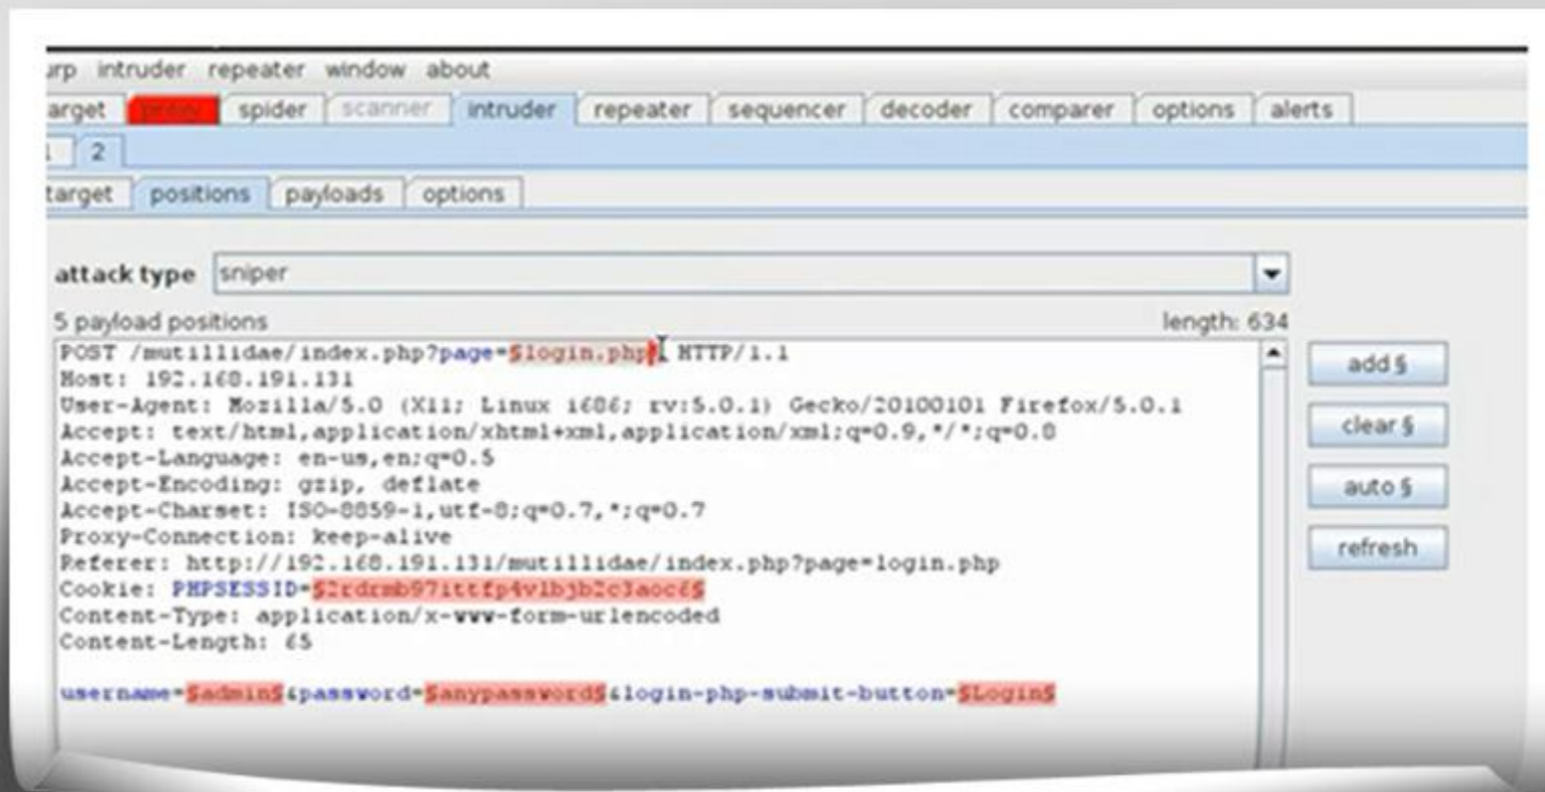 urp intruder repeater window about
arget proxy spider scanner intruder repeater sequencer decoder comparer options alerts
2
target positions payloads options
attack type sniper
5 payload positions length: 634
POST /mutillidae/index.php?page=§login.php§ HTTP/1.1 add §
Host: 192.168.191.131
User-Agent: Mozilla/5.0 (X11; Linux i686; rv:5.0.1) Gecko/20100101 Firefox/5.0.1
Accept: text/html,application/xhtml+xml,application/xml;q=0.9,*/*;q=0.8 clear §
Accept-Language: en-us,en;q=0.5
Accept-Encoding: gzip, deflate auto §
Accept-Charset: ISO-8859-1,utf-8;q=0.7,*;q=0.7
Proxy-Connection: keep-alive refresh
Referer: http://192.168.191.131/mutillidae/index.php?page=login.php
Cookie: PHPSESSID=
Content-Type: application/x-www-form-urlencoded
Content-Length: 65
username=§admin§&password=§anypassword§&login-php-submit-button=§Login§